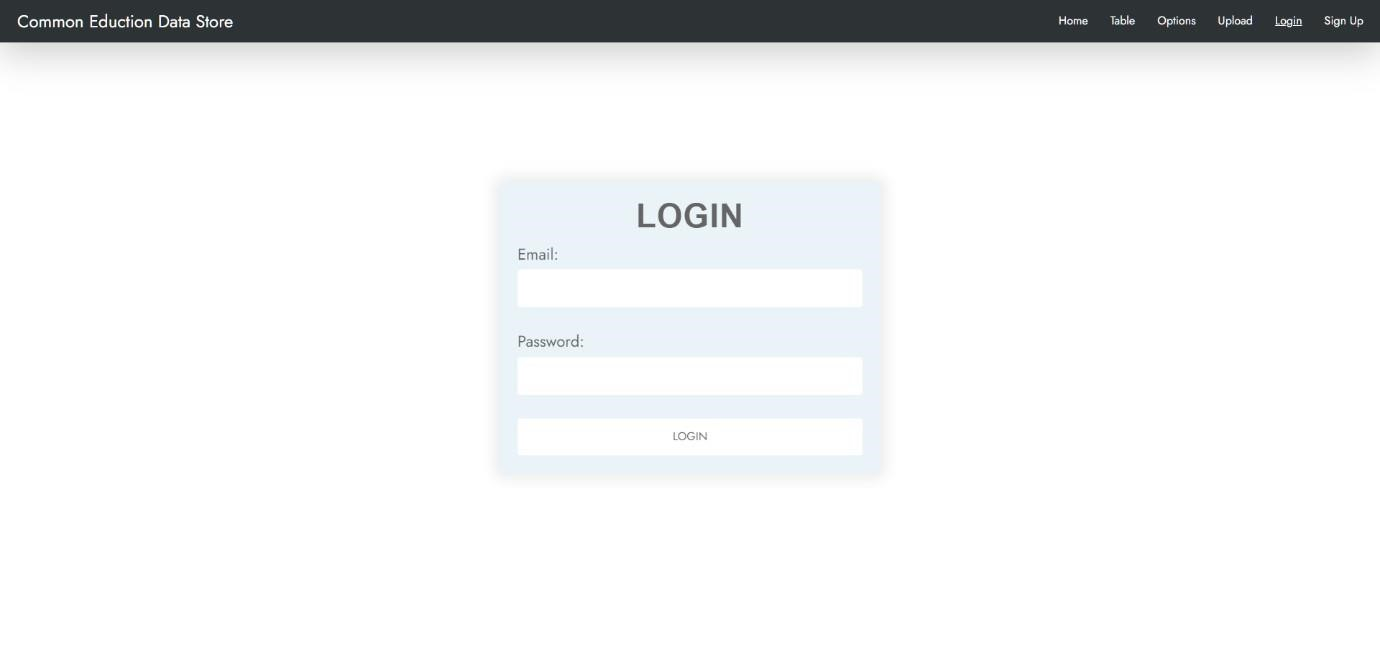 Common Eduction Data Store
Home Table Options Upload Login Sign Up
LOGIN
Email:
Password:
LOGIN